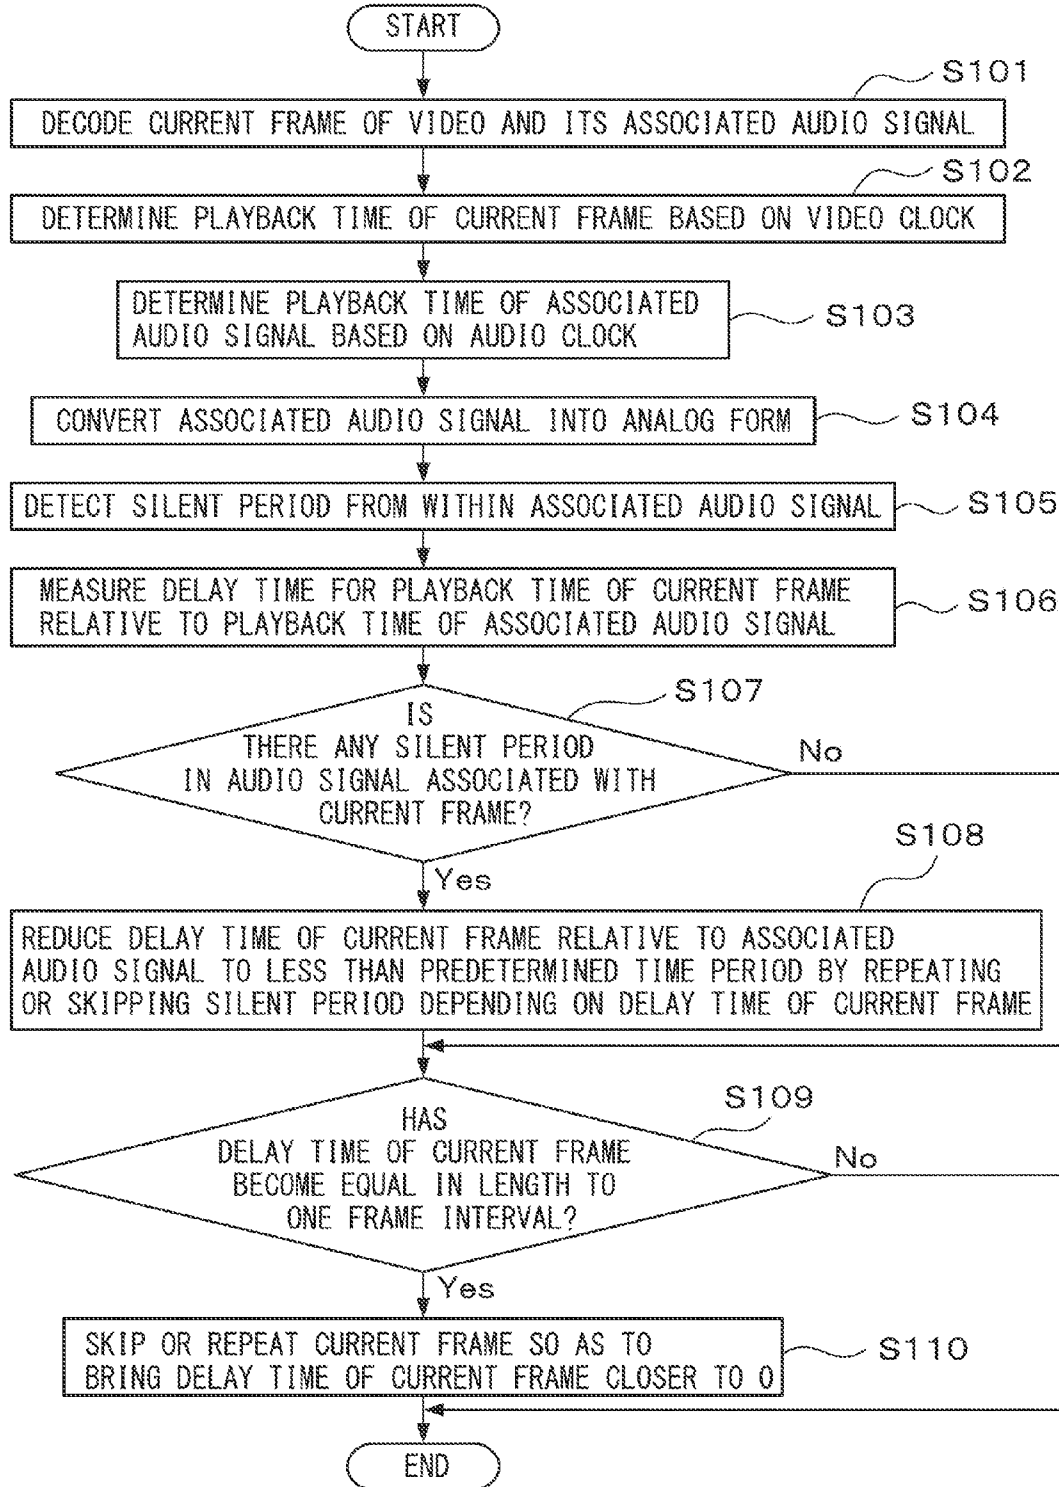 START
S101
DECODE CURRENT FRAME OF VIDEO AND ITS ASSOCIATED AUDIO SIGNAL
S102
DETERMINE PLAYBACK TIME OF CURRENT FRAME BASED ON VIDEO CLOCK
DETERMINE PLAYBACK TIME OF ASSOCIATED
AUDIO SIGNAL BASED ON AUDIO CLOCK
S103
CONVERT ASSOCIATED AUDIO SIGNAL INTO ANALOG FORM
S104
DETECT SILENT PERIOD FROM WITHIN ASSOCIATED AUDIO SIGNAL
S105
MEASURE DELAY TIME FOR PLAYBACK TIME OF CURRENT FRAME
RELATIVE TO PLAYBACK TIME OF ASSOCIATED AUDIO SIGNAL
S106
S107
IS
THERE ANY SILENT PERIOD
IN AUDIO SIGNAL ASSOCIATED WITH
CURRENT FRAME?
No
Yes
S108
REDUCE DELAY TIME OF CURRENT FRAME RELATIVE TO ASSOCIATED
AUDIO SIGNAL TO LESS THAN PREDETERMINED TIME PERIOD BY REPEATING
OR SKIPPING SILENT PERIOD DEPENDING ON DELAY TIME OF CURRENT FRAME
S109
HAS
DELAY TIME OF CURRENT FRAME
BECOME EQUAL IN LENGTH TO
ONE FRAME INTERVAL?
No
Yes
SKIP OR REPEAT CURRENT FRAME SO AS TO
BRING DELAY TIME OF CURRENT FRAME CLOSER TO 0
S110
END